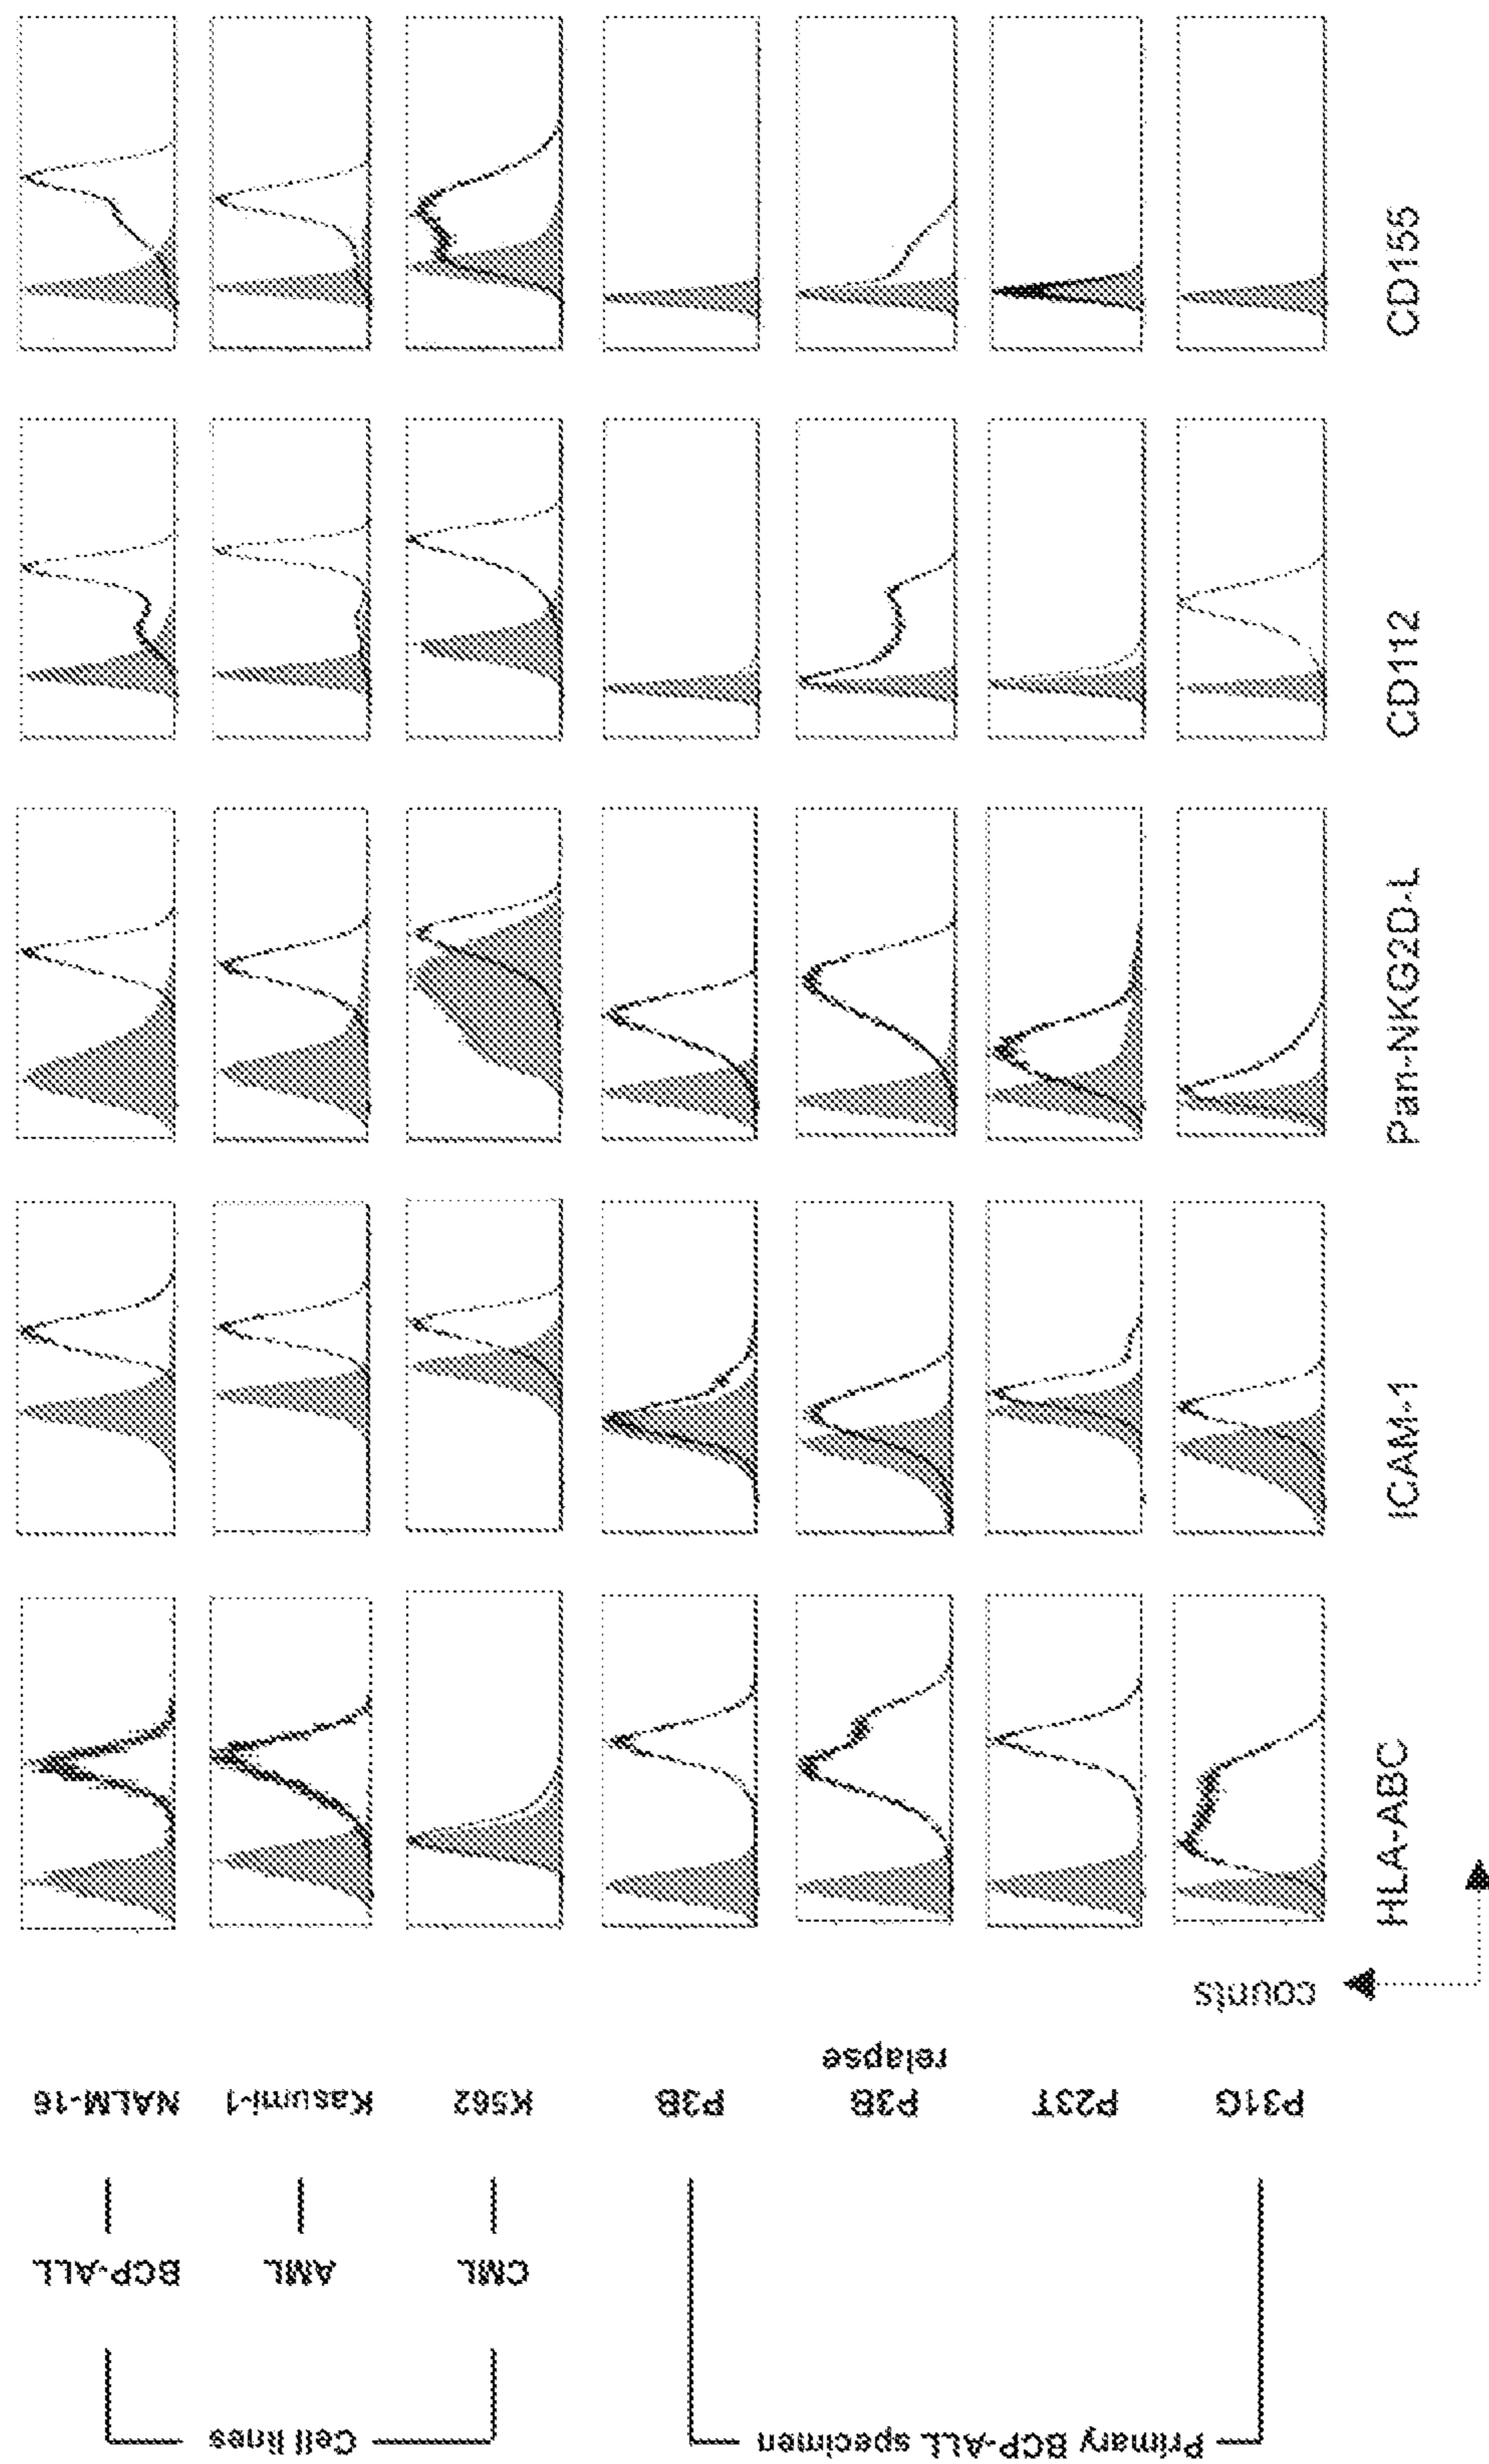 Cell lines
BCP-ALL
AML
CML
NALM-16
Kasumi-1
K562
Primary BCP-ALL specimen
P3B
P3B
relapse
P23T
P31G
counts
HLA-ABC
ICAM-1
Pan-NKG2D-L
CD112
CD155